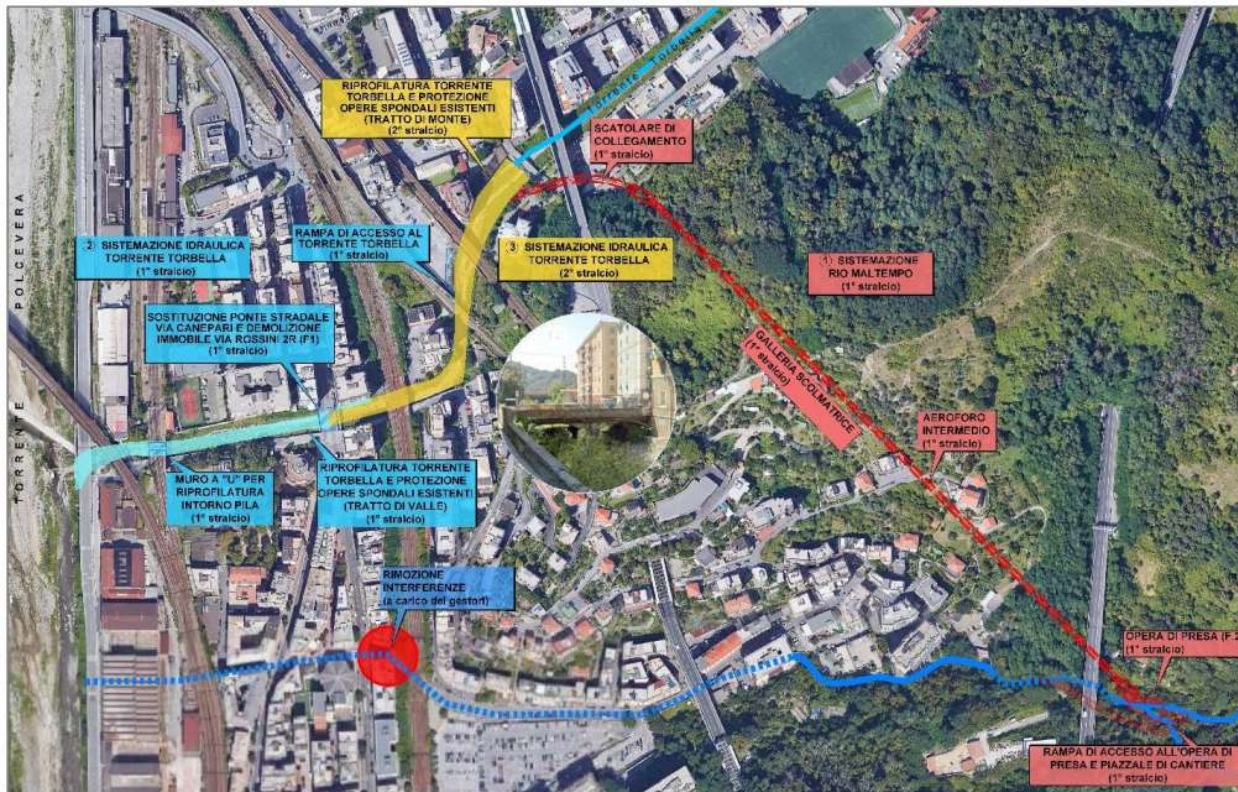 Torrente Torbella
RIPROFILATURA TORRENTE
TORBELLA E PROTEZIONE
OPERE SPONDALI ESISTENTI
(TRATTO DI MONTE)
(2° stralcio)
SCATOLARE DI
COLLEGAMENTO
(1° stralcio)
TORRENTE POLCEVERA
(2) SISTEMAZIONE IDRAULICA
TORRENTE TORBELLA
(1° stralcio)
RAMPA DI ACCESSO AL
TORRENTE TORBELLA
(1° stralcio)
(3) SISTEMAZIONE IDRAULICA
TORRENTE TORBELLA
(2° stralcio)
(1) SISTEMAZIONE
RIO MALTEMPO
(1° stralcio)
SOSTITUZIONE PONTE STRADALE
VIA CANEPARI E DEMOLIZIONE
IMMOBILE VIA ROSSINI 2R (F1)
(1° stralcio)
GALLERIA SCOLMATRICE
(1° stralcio)
AEROFORO
INTERMEDIO
(1° stralcio)
MURO A "U" PER
RIPROFILATURA
INTORNO PILA
(1° stralcio)
RIPROFILATURA TORRENTE
TORBELLA E PROTEZIONE
OPERE SPONDALI ESISTENTI
(TRATTO DI VALLE)
(1° stralcio)
RIMOZIONE
INTERFERENZE
(a carico dei gestori)
OPERA DI PRESA (F.2
(1° stralcio)
RAMPA DI ACCESSO ALL'OPERA DI
PRESA E PIAZZALE DI CANTIERE
(1° stralcio)